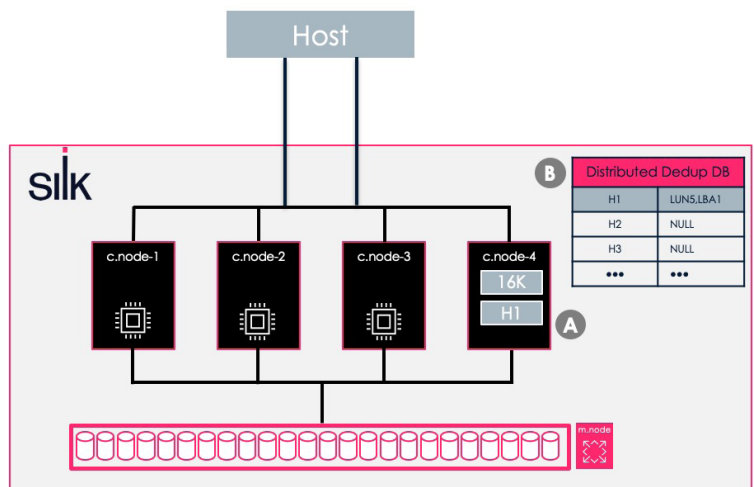 Host
silk
B
Distributed Dedup DB
H1 LUN5,LBA1
H2 NULL
H3 NULL
••• •••
c.node-1 c.node-2 c.node-3 c.node-4
16K
H1
A
m.node